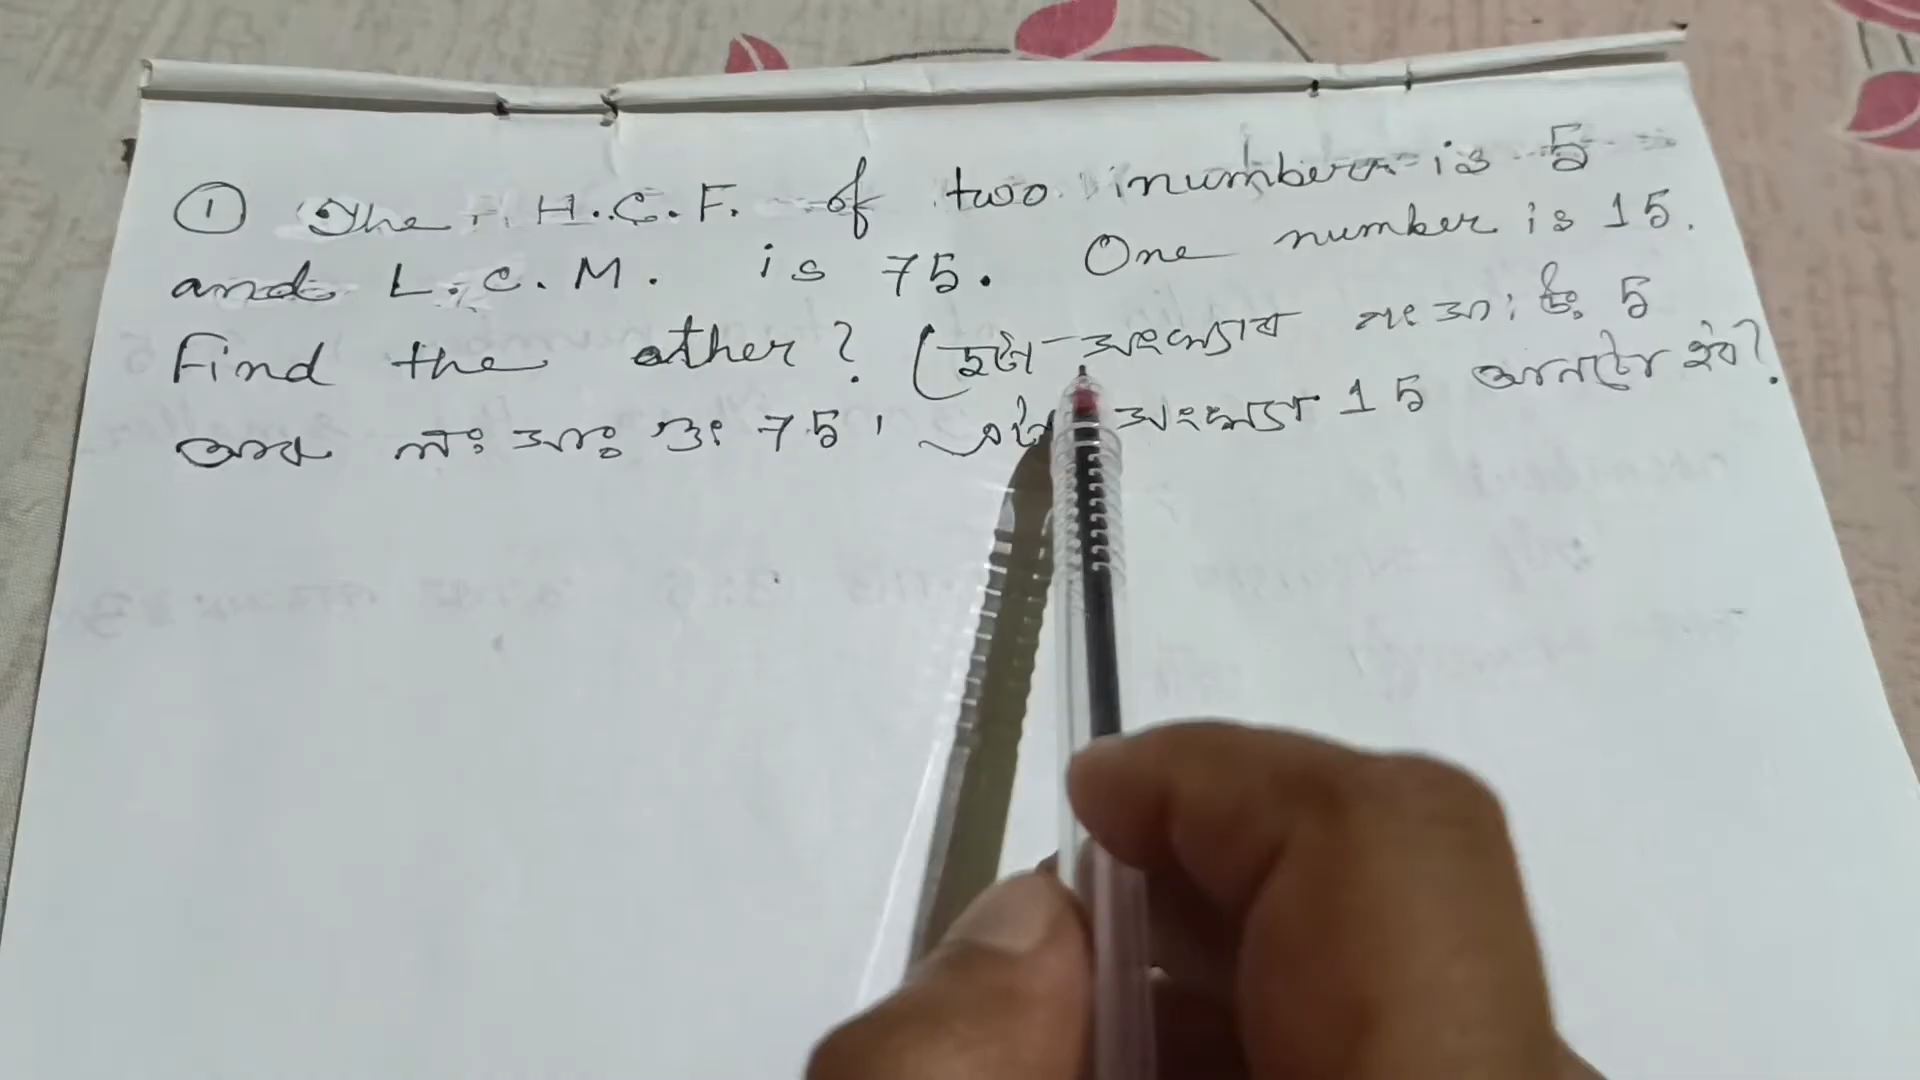 ① The H.C.F. of two numbers is 5
and L.C.M. is 75. One number is 15.
Find the other? (দুটা সংখ্যাৰ গঃ সাঃ উঃ 5
আৰু লঃ সাঃ গুঃ 75। এটা সংখ্যা 15 আনটো হ'ব?